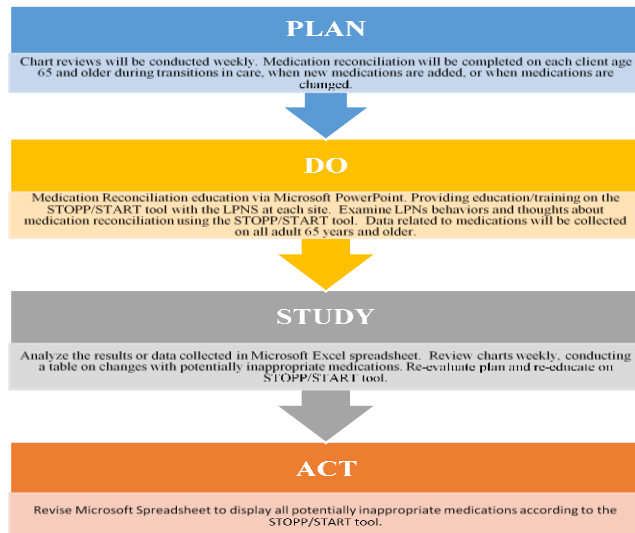 PLAN
Chart reviews will be conducted weekly. Medication reconciliation will be completed on each client age
65 and older during transitions in care, when new medications are added, or when medications are
changed.
DO
Medication Reconciliation education via Microsoft PowerPoint. Providing education/training on the
STOPP/START tool with the LPNS at each site. Examine LPNs behaviors and thoughts about
medication reconciliation using the STOPP/START tool. Data related to medications will be collected
on all adult 65 years and older.
STUDY
Analyze the results or data collected in Microsoft Excel spreadsheet. Review charts weekly, conducting
a table on changes with potentially inappropriate medications. Re-evaluate plan and re-educate on
STOPP/START tool.
ACT
Revise Microsoft Spreadsheet to display all potentially inappropriate medications according to the
STOPP/START tool.